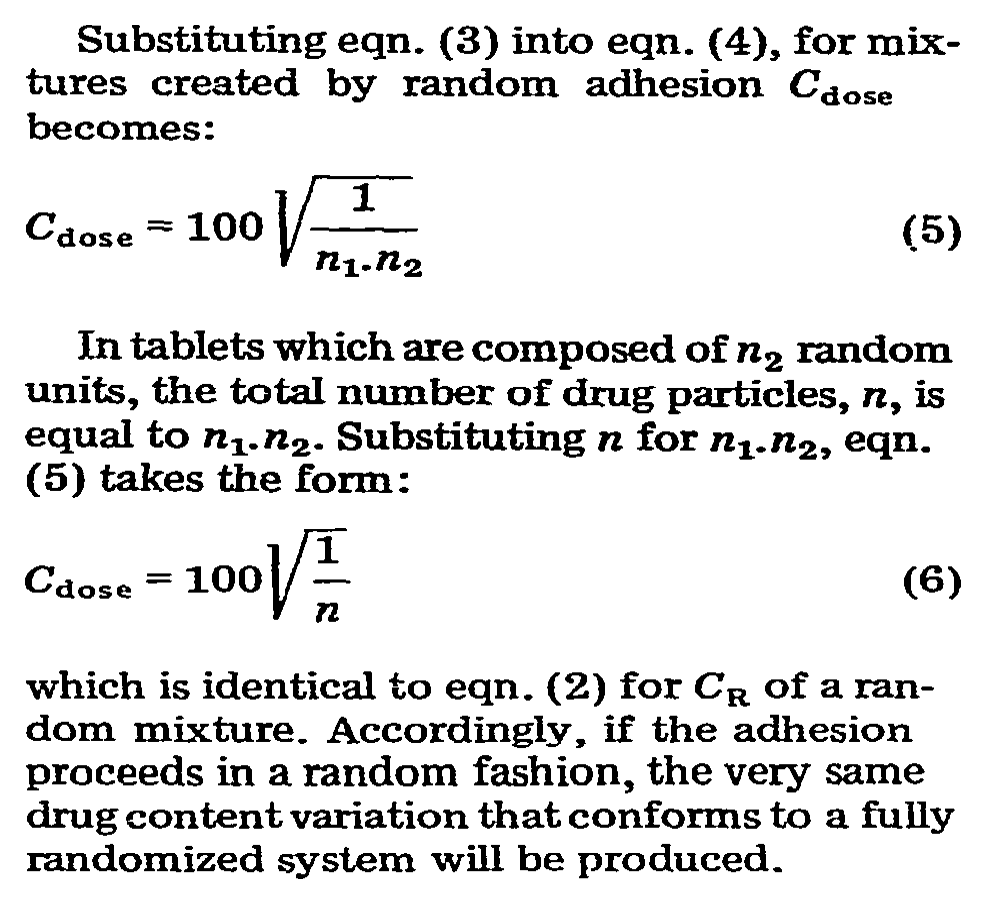 Substituting eqn. (3) into eqn. (4), for mix-
tures created by random adhesion C_dose
becomes:
C_dose = 100 √(1/(n₁.n₂)) (5)
In tablets which are composed of n₂ random
units, the total number of drug particles, n, is
equal to n₁.n₂. Substituting n for n₁.n₂, eqn.
(5) takes the form:
C_dose = 100 √(1/n) (6)
which is identical to eqn. (2) for C_R of a ran-
dom mixture. Accordingly, if the adhesion
proceeds in a random fashion, the very same
drug content variation that conforms to a fully
randomized system will be produced.